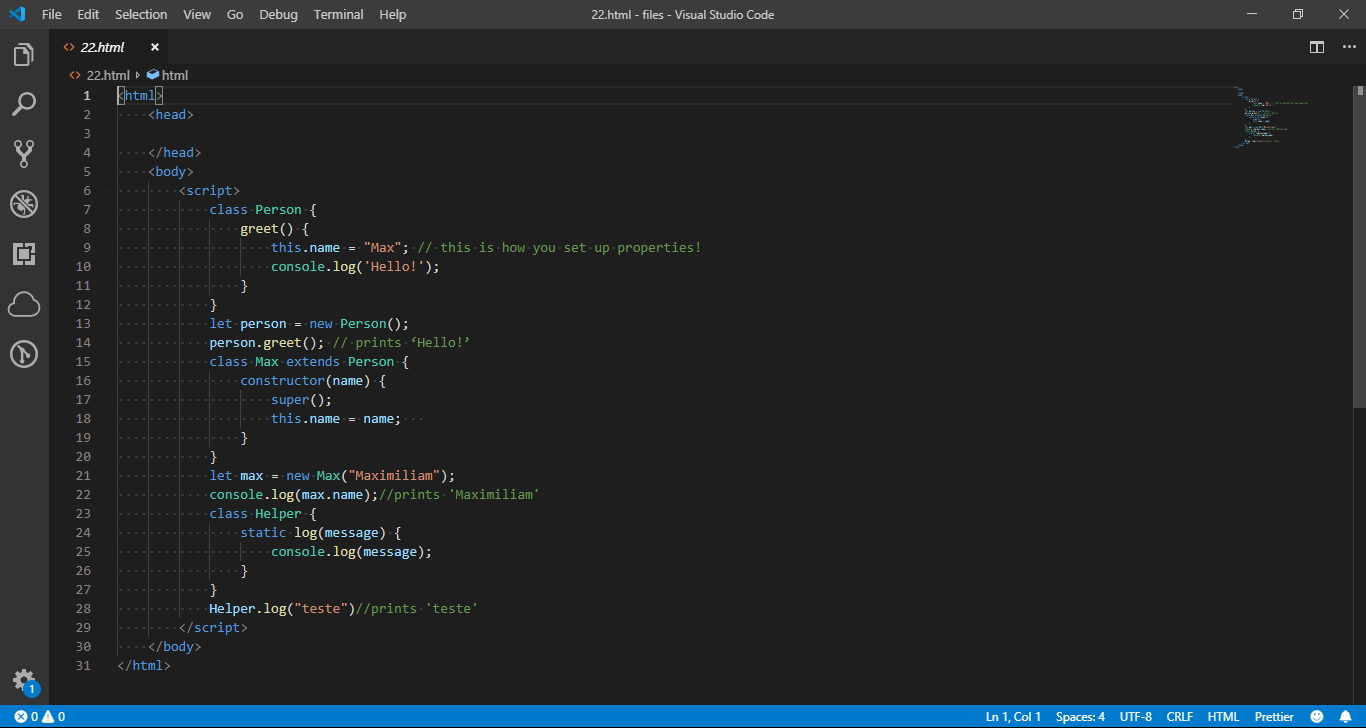 File Edit Selection View Go Debug Terminal Help 22.html - files - Visual Studio Code
22.html
22.html html
1 <html>
2 <head>
3
4 </head>
5 <body>
6 <script>
7 class Person {
8 greet() {
9 this.name = "Max"; // this is how you set up properties!
10 console.log('Hello!');
11 }
12 }
13 let person = new Person();
14 person.greet(); // prints ‘Hello!’
15 class Max extends Person {
16 constructor(name) {
17 super();
18 this.name = name;
19 }
20 }
21 let max = new Max("Maximiliam");
22 console.log(max.name);//prints 'Maximiliam'
23 class Helper {
24 static log(message) {
25 console.log(message);
26 }
27 }
28 Helper.log("teste")//prints 'teste'
29 </script>
30 </body>
31 </html>
1
0 0 Ln 1, Col 1 Spaces: 4 UTF-8 CRLF HTML Prettier